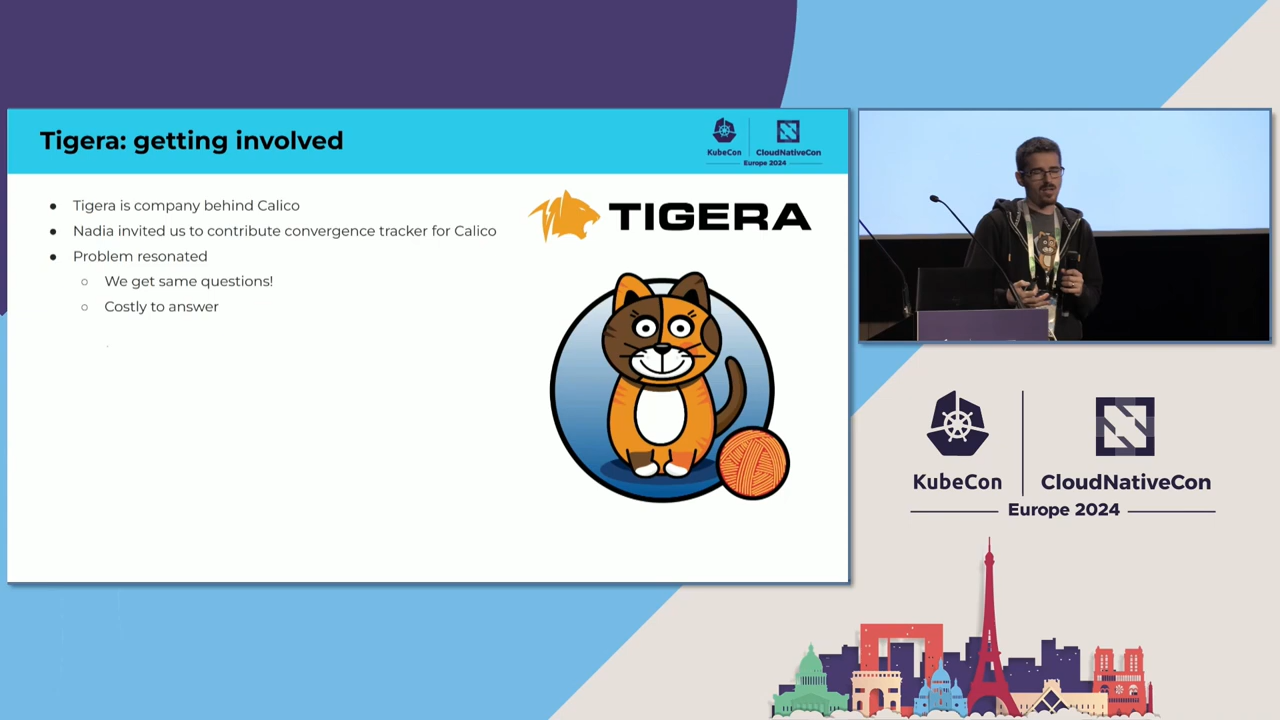 Tigera: getting involved
KubeCon
CloudNativeCon
Europe 2024
● Tigera is company behind Calico
● Nadia invited us to contribute convergence tracker for Calico
● Problem resonated
○ We get same questions!
○ Costly to answer
TIGERA
KubeCon
CloudNativeCon
Europe 2024